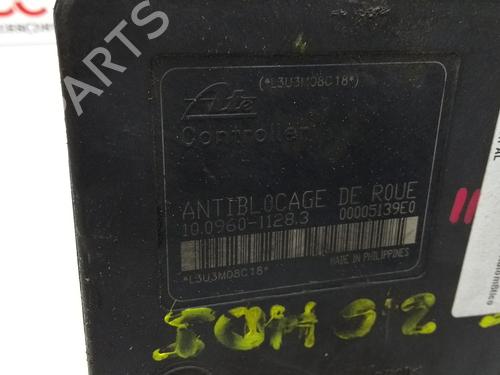 PARTS
(*L3U3M08C18*)
Ate
Controller
ANTIBLOCAGE DE ROUE
10.0960-1128.3 00005139E0
MADE IN PHILIPPINES
*L3U3M08C18*